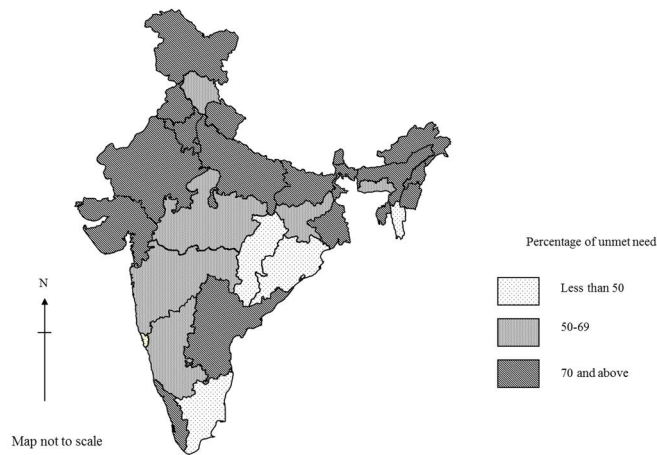 Percentage of unmet need
N
Less than 50
50-69
70 and above
Map not to scale